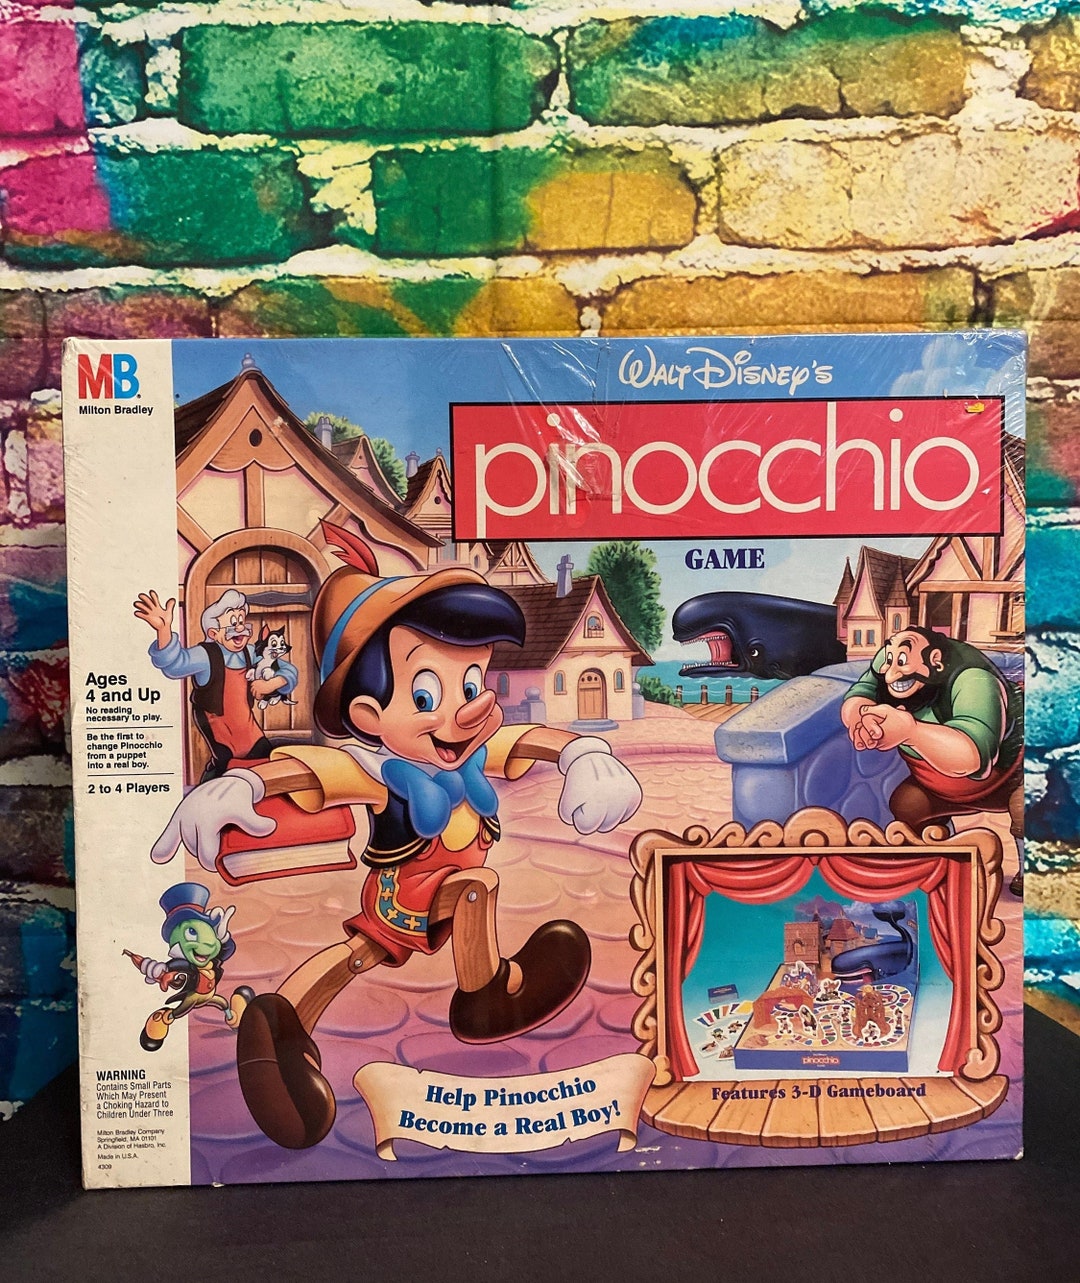 MB.
Milton Bradley
WALT DISNEY'S
pinocchio
GAME
Ages
4 and Up
No reading
necessary to play.
Be the first to
change Pinocchio
from a puppet
into a real boy.
2 to 4 Players
WARNING
Contains Small Parts
Which May Present
a Choking Hazard to
Children Under Three
Milton Bradley Company
Springfield, MA 01101
A Division of Hasbro, Inc.
Made in U.S.A.
4309
Help Pinocchio
Become a Real Boy!
pinocchio
Features 3-D Gameboard